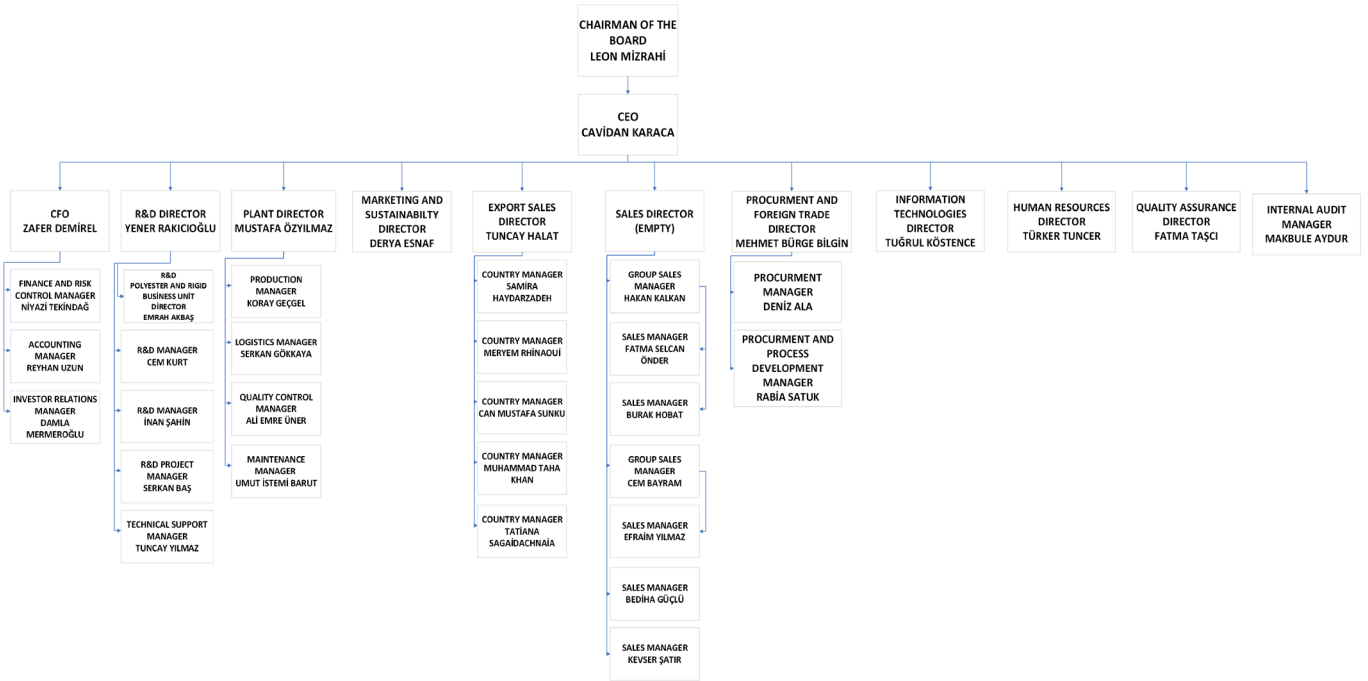 CHAIRMAN OF THE
BOARD
LEON MİZRAHİ
CEO
CAVİDAN KARACA
CFO
ZAFER DEMİREL
R&D DIRECTOR
YENER RAKICIOĞLU
PLANT DIRECTOR
MUSTAFA ÖZYILMAZ
MARKETING AND
SUSTAINABILTY
DIRECTOR
DERYA ESNAF
EXPORT SALES
DIRECTOR
TUNCAY HALAT
SALES DIRECTOR
(EMPTY)
PROCUREMENT AND
FOREIGN TRADE
DIRECTOR
MEHMET BÜRGE BİLGİN
INFORMATION
TECHNOLOGIES
DIRECTOR
TUĞRUL KÖSTENCE
HUMAN RESOURCES
DIRECTOR
TÜRKER TUNCER
QUALITY ASSURANCE
DIRECTOR
FATMA TAŞCI
INTERNAL AUDIT
MANAGER
MAKBULE AYDUR
FINANCE AND RISK
CONTROL MANAGER
NİYAZİ TEKİNDAĞ
ACCOUNTING
MANAGER
REYHAN UZUN
INVESTOR RELATIONS
MANAGER
DAMLA
MERMEROĞLU
R&D
POLYESTER AND RIGID
BUSINESS UNIT
DİRECTOR
EMRAH AKBAŞ
R&D MANAGER
CEM KURT
R&D MANAGER
İNAN ŞAHİN
R&D PROJECT
MANAGER
SERKAN BAŞ
TECHNICAL SUPPORT
MANAGER
TUNCAY YILMAZ
PRODUCTION
MANAGER
KORAY GEÇGEL
LOGISTICS MANAGER
SERKAN GÖKKAYA
QUALITY CONTROL
MANAGER
ALİ EMRE ÜNER
MAINTENANCE
MANAGER
UMUT İSTEMİ BARUT
COUNTRY MANAGER
SAMİRA
HAYDARZADEH
COUNTRY MANAGER
MERYEM RHİNAOUİ
COUNTRY MANAGER
CAN MUSTAFA SUNKU
COUNTRY MANAGER
MUHAMMAD TAHA
KHAN
COUNTRY MANAGER
TATİANA
SAGAİDACHNAİA
GROUP SALES
MANAGER
HAKAN KALKAN
SALES MANAGER
FATMA SELCAN
ÖNDER
SALES MANAGER
BURAK HOBAT
GROUP SALES
MANAGER
CEM BAYRAM
SALES MANAGER
EFRAİM YILMAZ
SALES MANAGER
BEDİHA GÜÇLÜ
SALES MANAGER
KEVSER ŞATIR
PROCURMENT
MANAGER
DENİZ ALA
PROCURMENT AND
PROCESS
DEVELOPMENT
MANAGER
RABİA SATUK